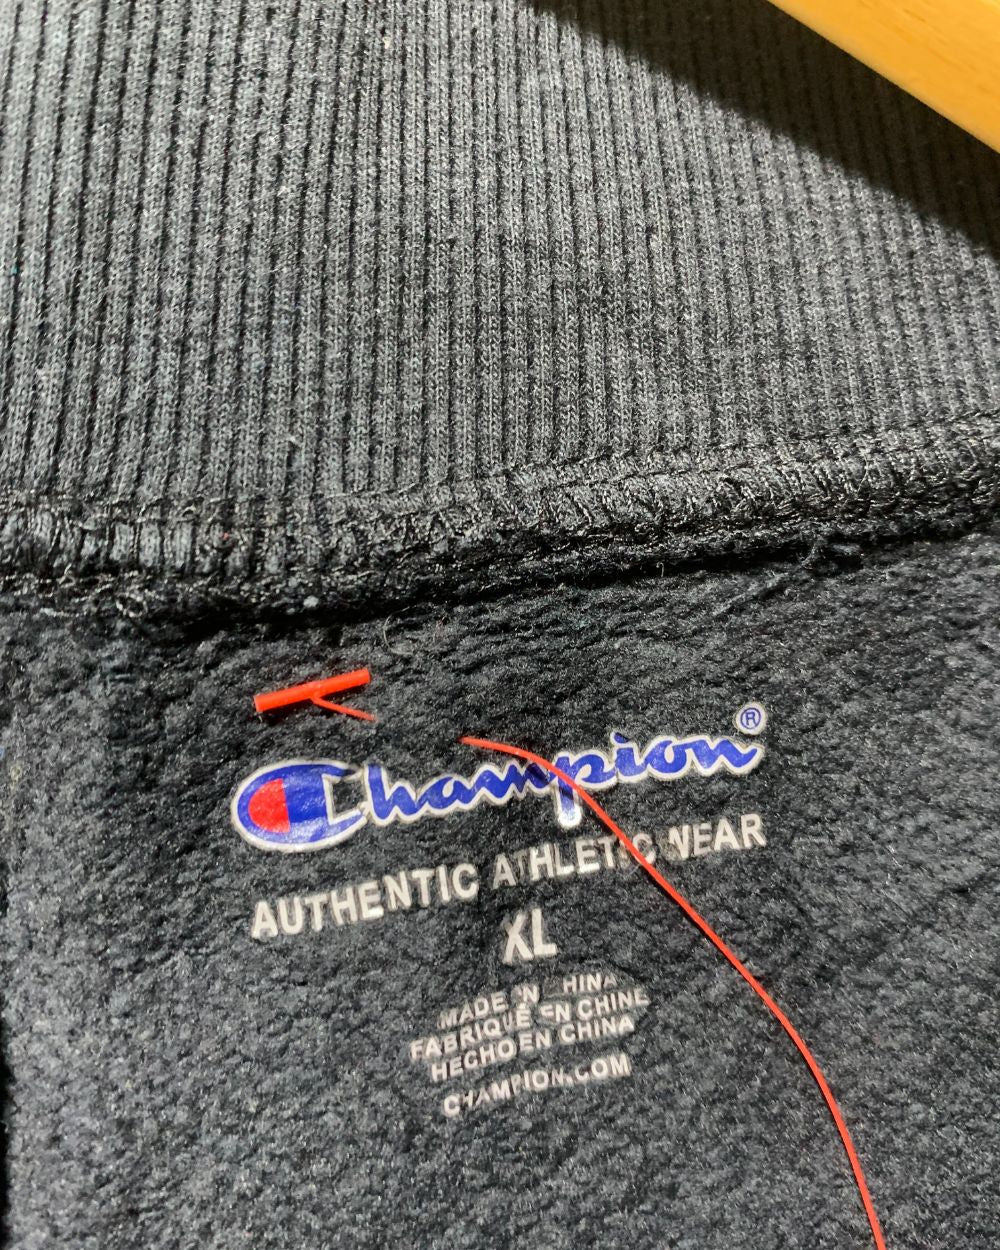 Champion®
AUTHENTIC ATHLETIC WEAR
XL
MADE IN CHINA
FABRIQUÉ EN CHINE
HECHO EN CHINA
CHAMPION.COM